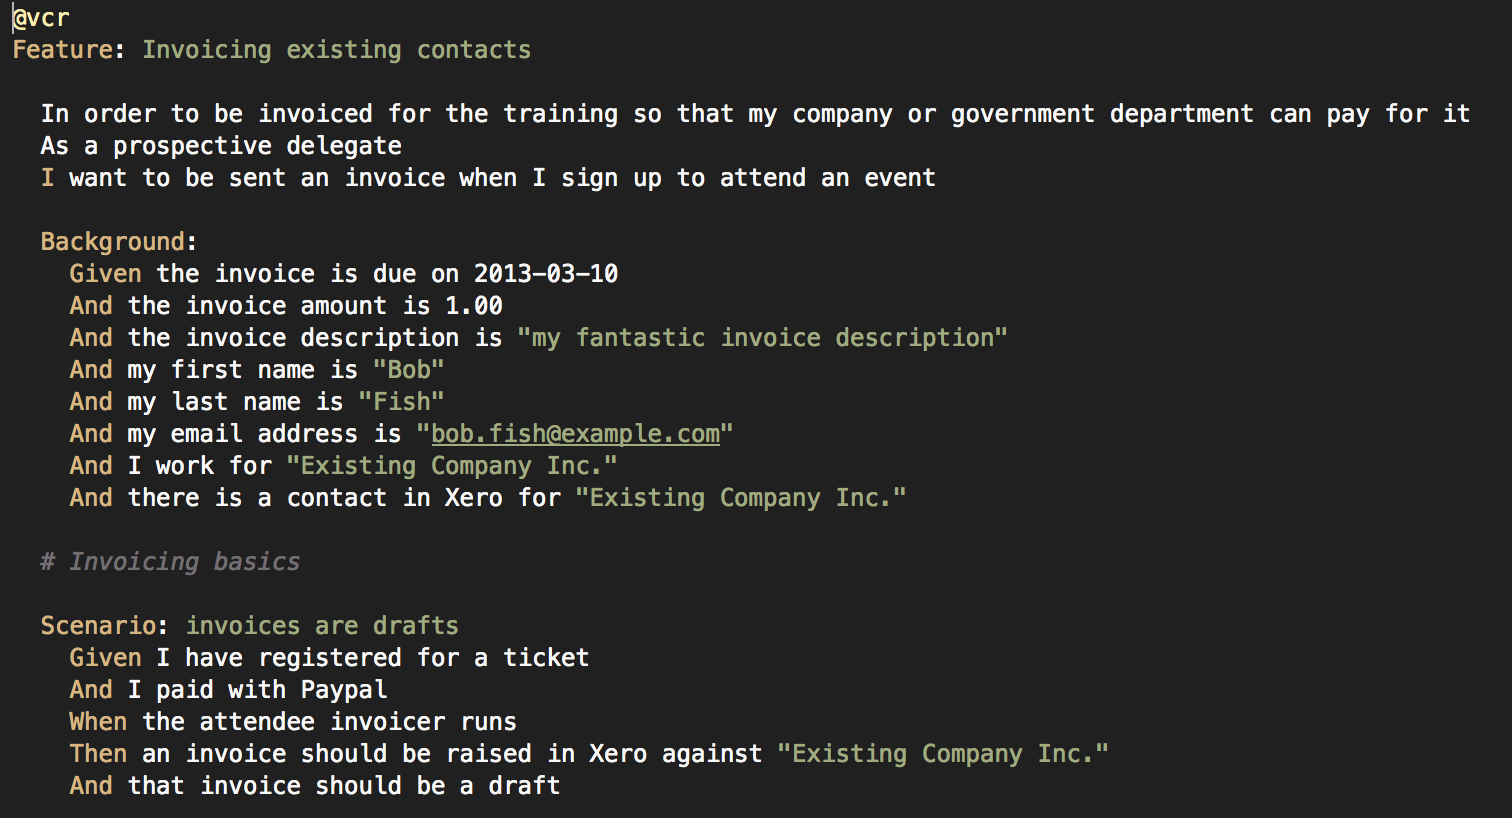 @vcr
Feature: Invoicing existing contacts
In order to be invoiced for the training so that my company or government department can pay for it
As a prospective delegate
I want to be sent an invoice when I sign up to attend an event
Background:
Given the invoice is due on 2013-03-10
And the invoice amount is 1.00
And the invoice description is "my fantastic invoice description"
And my first name is "Bob"
And my last name is "Fish"
And my email address is "bob.fish@example.com"
And I work for "Existing Company Inc."
And there is a contact in Xero for "Existing Company Inc."
# Invoicing basics
Scenario: invoices are drafts
Given I have registered for a ticket
And I paid with Paypal
When the attendee invoicer runs
Then an invoice should be raised in Xero against "Existing Company Inc."
And that invoice should be a draft